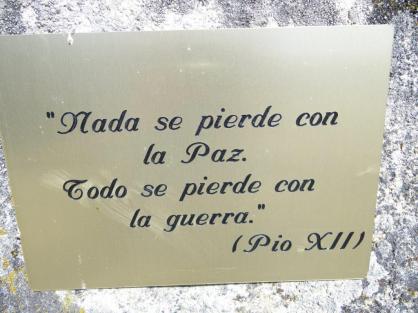 "Nada se pierde con
la Paz.
Todo se pierde con
la guerra."
(Pio XII)